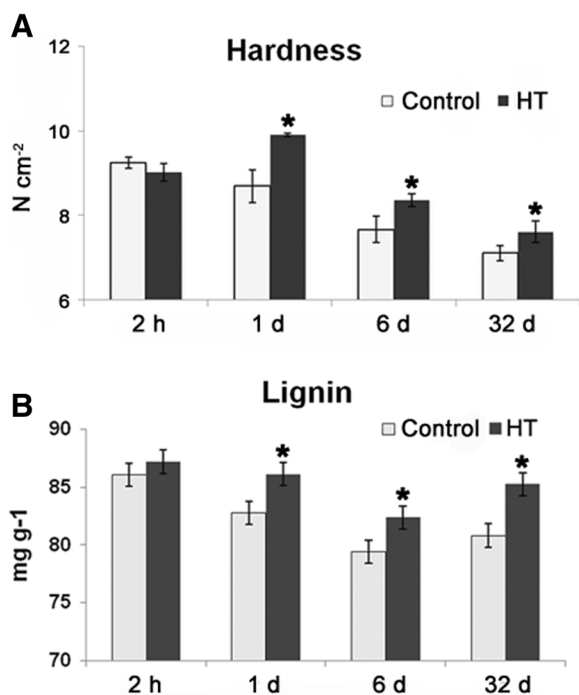 A
Hardness
12
10
8
6
N cm-2
Control HT
*
*
*
2 h 1 d 6 d 32 d
B
Lignin
90
85
80
75
70
mg g-1
Control HT
*
*
*
2 h 1 d 6 d 32 d